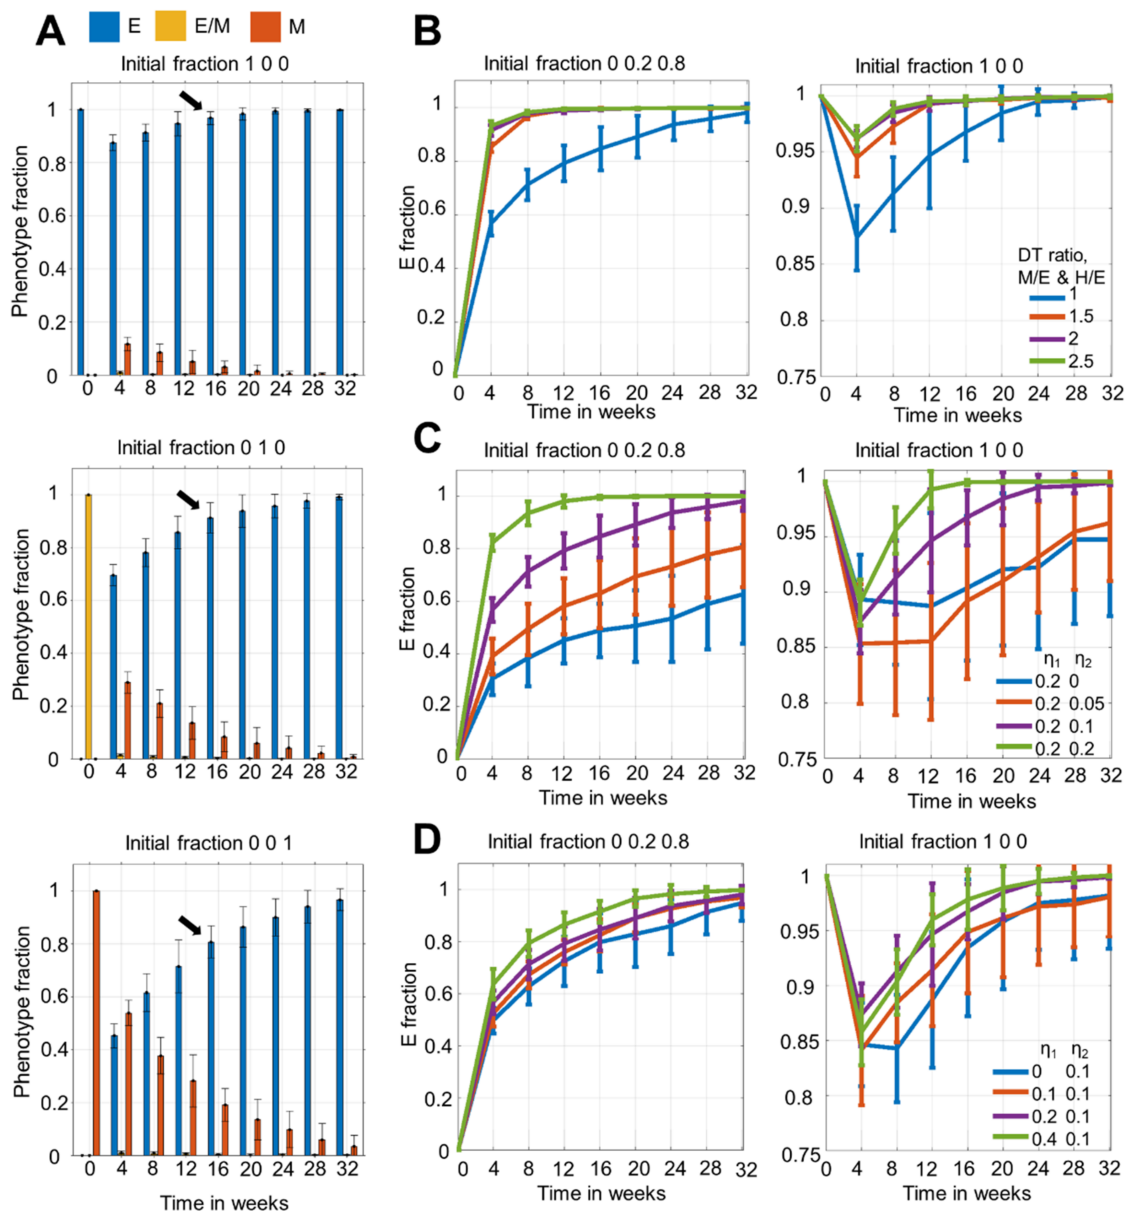 A
E
E/M
M
Initial fraction 1 0 0
Phenotype fraction
1
0.8
0.6
0.4
0.2
0
0 4 8 12 16 20 24 28 32
Initial fraction 0 1 0
Phenotype fraction
1
0.8
0.6
0.4
0.2
0
0 4 8 12 16 20 24 28 32
Initial fraction 0 0 1
Phenotype fraction
1
0.8
0.6
0.4
0.2
0
0 4 8 12 16 20 24 28 32
Time in weeks
B
Initial fraction 0 0.2 0.8
E fraction
1
0.8
0.6
0.4
0.2
0
0 4 8 12 16 20 24 28 32
Time in weeks
Initial fraction 1 0 0
1
0.95
0.9
0.85
0.8
0.75
DT ratio,
M/E & H/E
1
1.5
2
2.5
0 4 8 12 16 20 24 28 32
Time in weeks
C
Initial fraction 0 0.2 0.8
E fraction
1
0.8
0.6
0.4
0.2
0
0 4 8 12 16 20 24 28 32
Time in weeks
Initial fraction 1 0 0
1
0.95
0.9
0.85
0.8
0.75
η1 η2
0.2 0
0.2 0.05
0.2 0.1
0.2 0.2
0 4 8 12 16 20 24 28 32
Time in weeks
D
Initial fraction 0 0.2 0.8
E fraction
1
0.8
0.6
0.4
0.2
0
0 4 8 12 16 20 24 28 32
Time in weeks
Initial fraction 1 0 0
1
0.95
0.9
0.85
0.8
0.75
η1 η2
0 0.1
0.1 0.1
0.2 0.1
0.4 0.1
0 4 8 12 16 20 24 28 32
Time in weeks